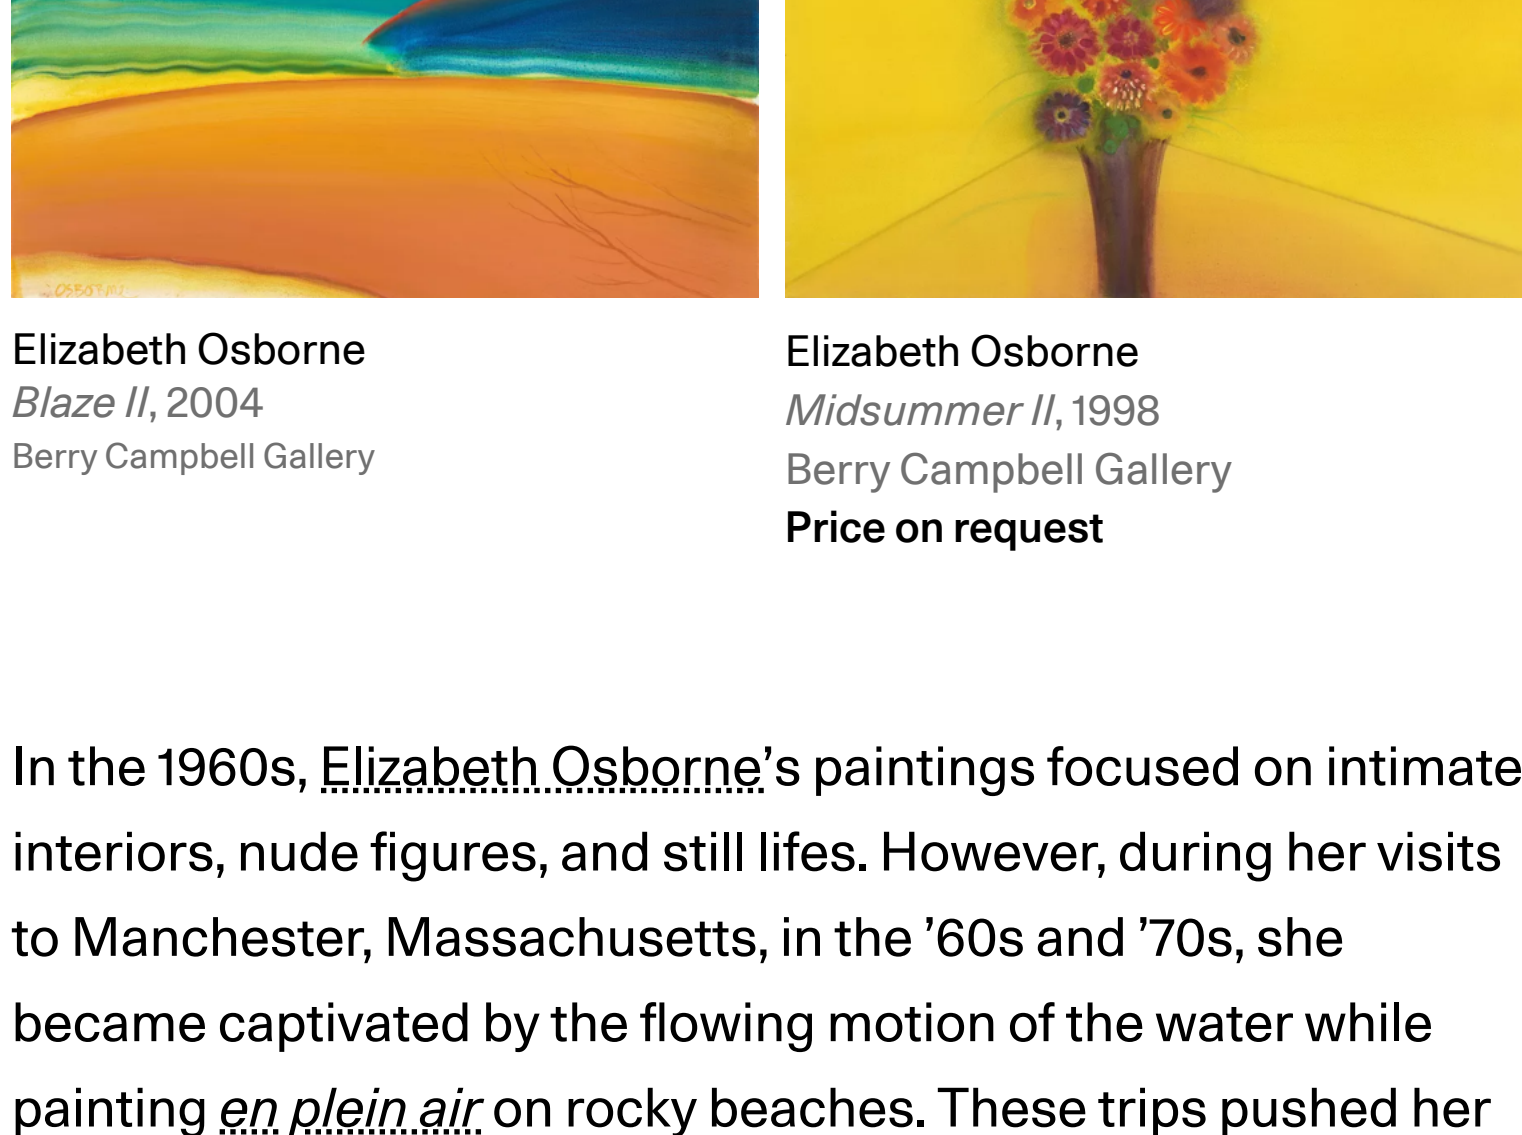 OSBORNE
Elizabeth Osborne
Blaze II, 2004
Berry Campbell Gallery
Elizabeth Osborne
Midsummer II, 1998
Berry Campbell Gallery
Price on request
In the 1960s, Elizabeth Osborne’s paintings focused on intimate
interiors, nude figures, and still lifes. However, during her visits
to Manchester, Massachusetts, in the ’60s and ’70s, she
became captivated by the flowing motion of the water while
painting en plein air on rocky beaches. These trips pushed her